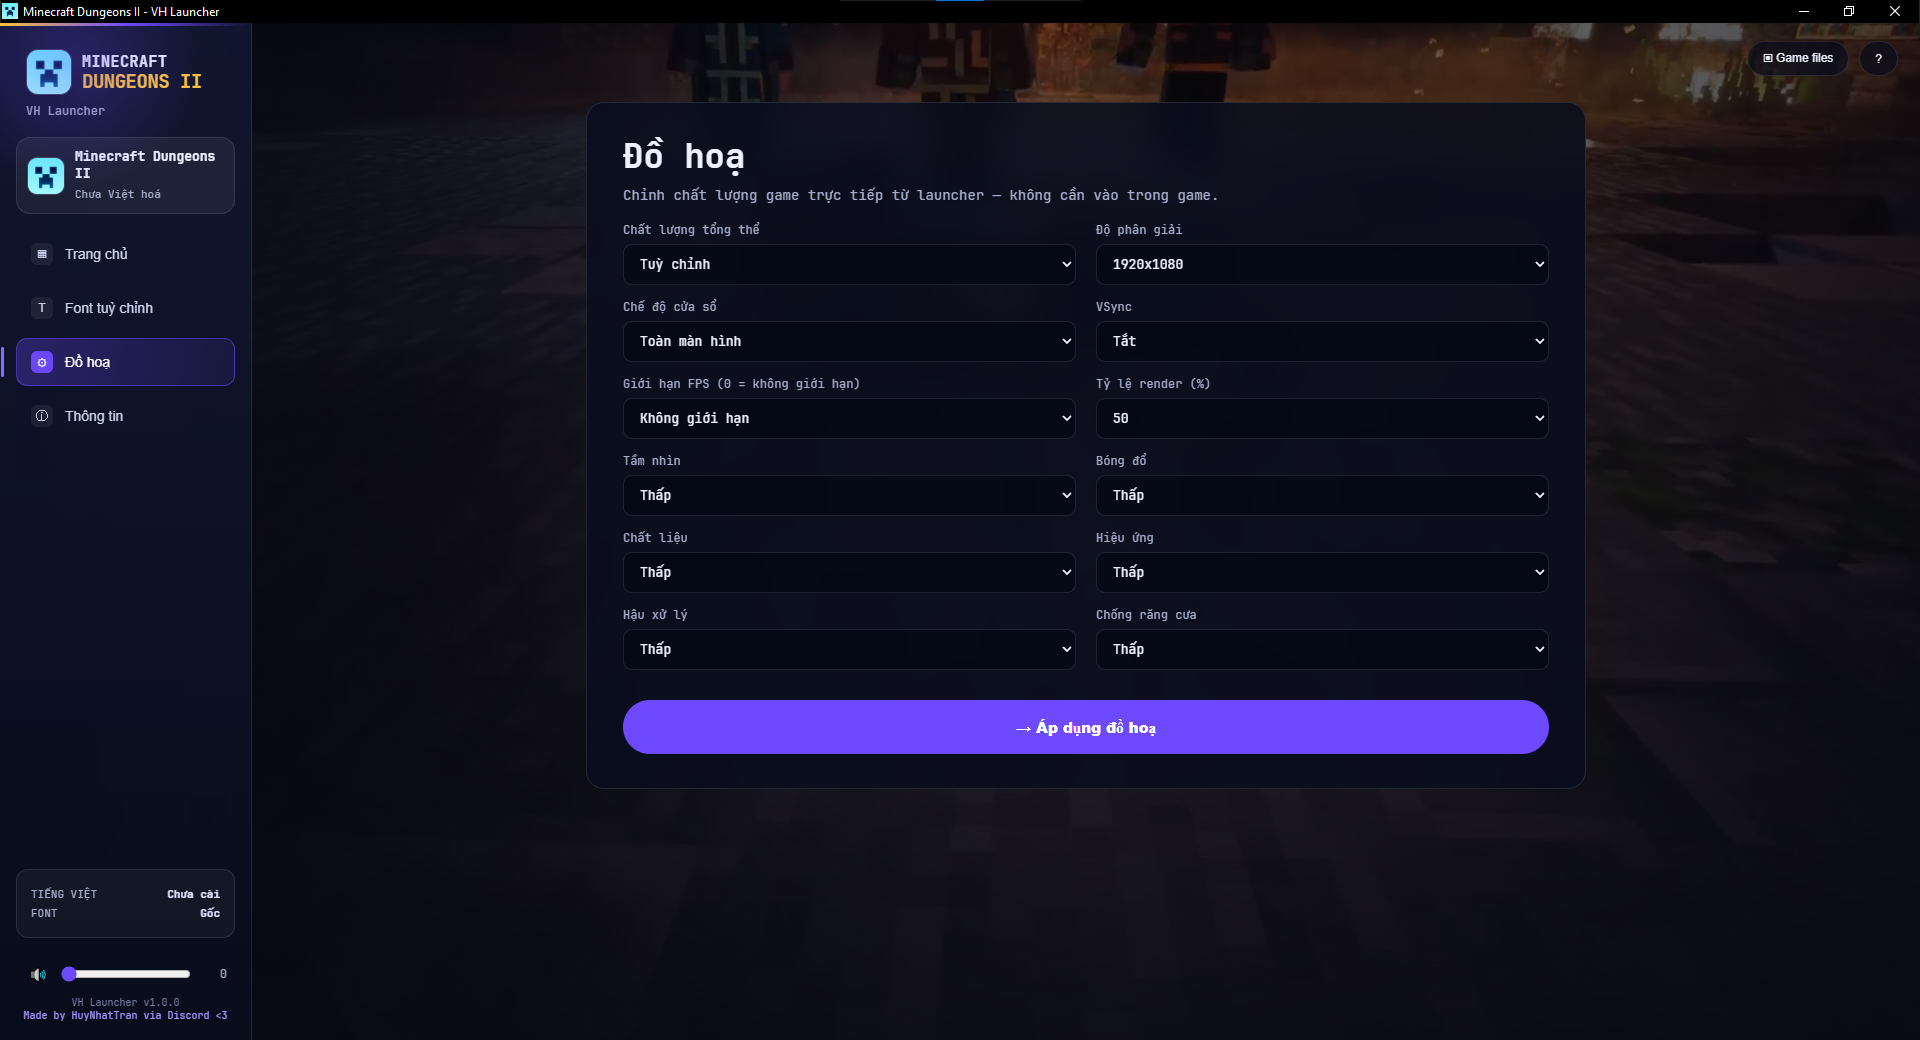 Minecraft Dungeons II - VH Launcher
MINECRAFT
DUNGEONS II
VH Launcher
Minecraft Dungeons
II
Chưa Việt hoá
Trang chủ
T
Font tuỳ chỉnh
Đồ hoạ
Thông tin
TIẾNG VIỆT Chưa cài
FONT Gốc
0
VH Launcher v1.0.0
Made by HuyNhatTran via Discord <3
Game files
?
Đồ hoạ
Chỉnh chất lượng game trực tiếp từ launcher — không cần vào trong game.
Chất lượng tổng thể
Tuỳ chỉnh
Độ phân giải
1920x1080
Chế độ cửa sổ
Toàn màn hình
VSync
Tắt
Giới hạn FPS (0 = không giới hạn)
Không giới hạn
Tỷ lệ render (%)
50
Tầm nhìn
Thấp
Bóng đổ
Thấp
Chất liệu
Thấp
Hiệu ứng
Thấp
Hậu xử lý
Thấp
Chống răng cưa
Thấp
→ Áp dụng đồ hoạ